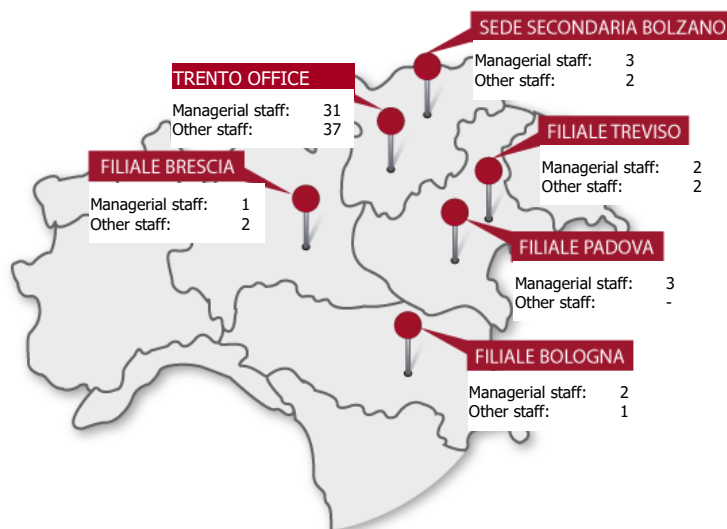 SEDE SECONDARIA BOLZANO
Managerial staff: 3
Other staff: 2
TRENTO OFFICE
Managerial staff: 31
Other staff: 37
FILIALE TREVISO
Managerial staff: 2
Other staff: 2
FILIALE BRESCIA
Managerial staff: 1
Other staff: 2
FILIALE PADOVA
Managerial staff: 3
Other staff: -
FILIALE BOLOGNA
Managerial staff: 2
Other staff: 1